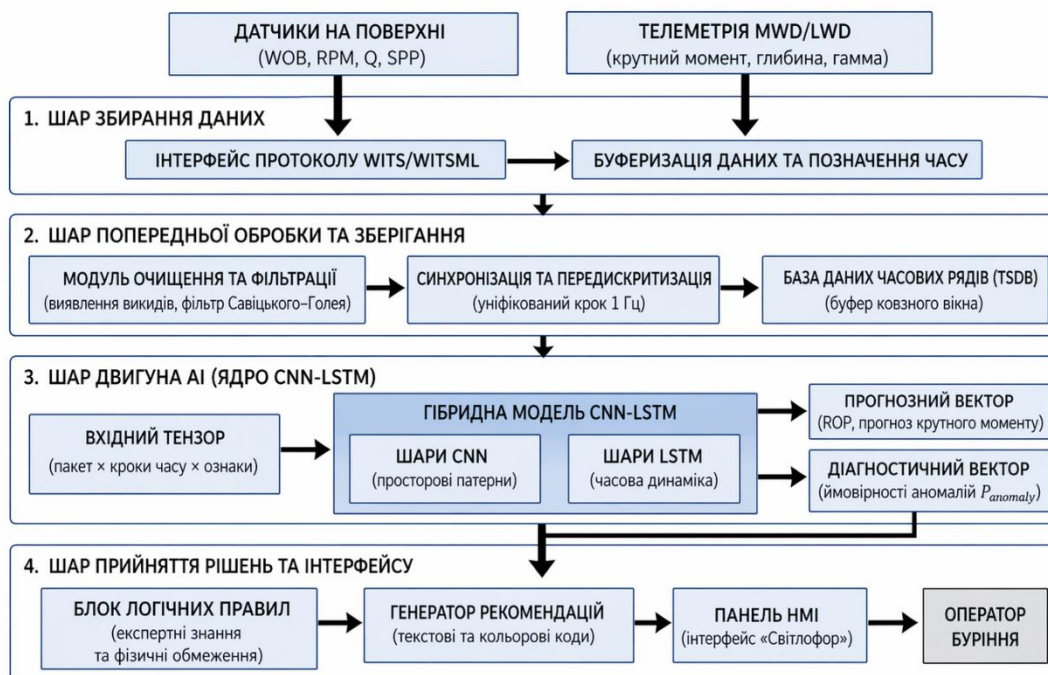 ДАТЧИКИ НА ПОВЕРХНІ
(WOB, RPM, Q, SPP)
ТЕЛЕМЕТРІЯ MWD/LWD
(крутний момент, глибина, гамма)
1. ШАР ЗБИРАННЯ ДАНИХ
ІНТЕРФЕЙС ПРОТОКОЛУ WITS/WITSML
БУФЕРИЗАЦІЯ ДАНИХ ТА ПОЗНАЧЕННЯ ЧАСУ
2. ШАР ПОПЕРЕДНЬОЇ ОБРОБКИ ТА ЗБЕРІГАННЯ
МОДУЛЬ ОЧИЩЕННЯ ТА ФІЛЬТРАЦІЇ
(виявлення викидів, фільтр Савіцького–Голея)
СИНХРОНІЗАЦІЯ ТА ПЕРЕДИСКРИТИЗАЦІЯ
(уніфікований крок 1 Гц)
БАЗА ДАНИХ ЧАСОВИХ РЯДІВ (TSDB)
(буфер ковзного вікна)
3. ШАР ДВИГУНА AI (ЯДРО CNN-LSTM)
ВХІДНИЙ ТЕНЗОР
(пакет × кроки часу × ознаки)
ГІБРИДНА МОДЕЛЬ CNN-LSTM
ШАРИ CNN
(просторові патерни)
ШАРИ LSTM
(часова динаміка)
ПРОГНОЗНИЙ ВЕКТОР
(ROP, прогноз крутного моменту)
ДІАГНОСТИЧНИЙ ВЕКТОР
(ймовірності аномалій P_anomaly)
4. ШАР ПРИЙНЯТТЯ РІШЕНЬ ТА ІНТЕРФЕЙСУ
БЛОК ЛОГІЧНИХ ПРАВИЛ
(експертні знання
та фізичні обмеження)
ГЕНЕРАТОР РЕКОМЕНДАЦІЙ
(текстові та кольорові коди)
ПАНЕЛЬ HMI
(інтерфейс «Світлофор»)
ОПЕРАТОР
БУРІННЯ